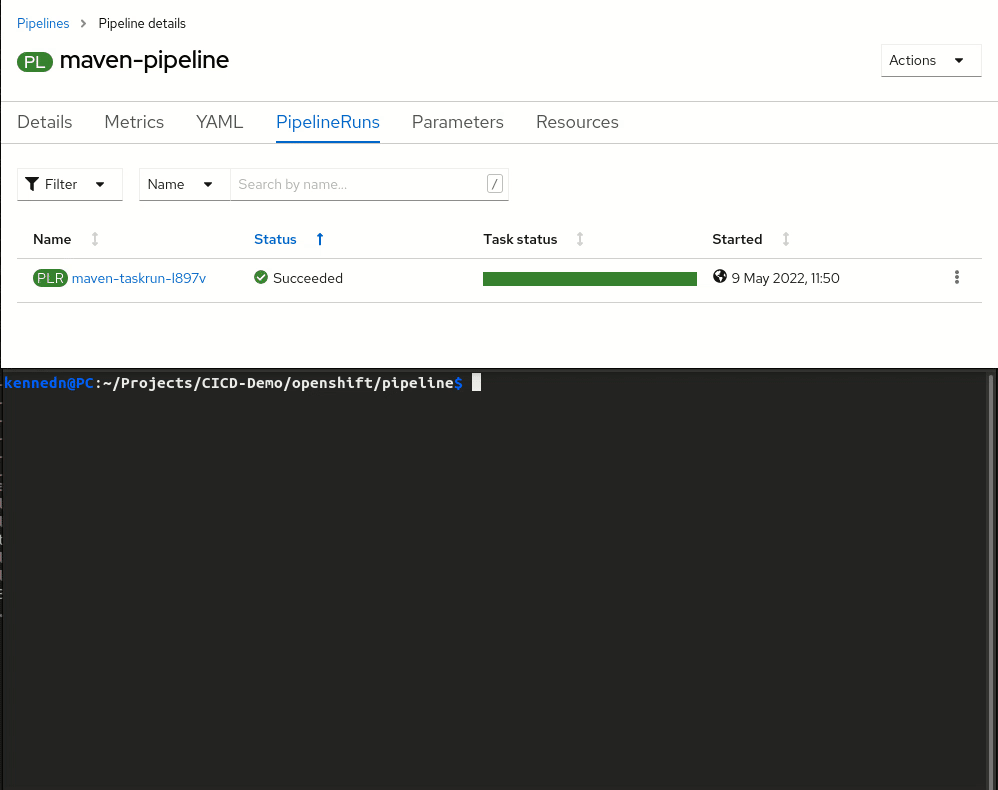 Pipelines > Pipeline details
PL maven-pipeline
Actions
Details Metrics YAML PipelineRuns Parameters Resources
Filter Name Search by name... /
Name Status Task status Started
PLR maven-taskrun-l897v Succeeded 9 May 2022, 11:50
kennedn@PC:~/Projects/CICD-Demo/openshift/pipeline$